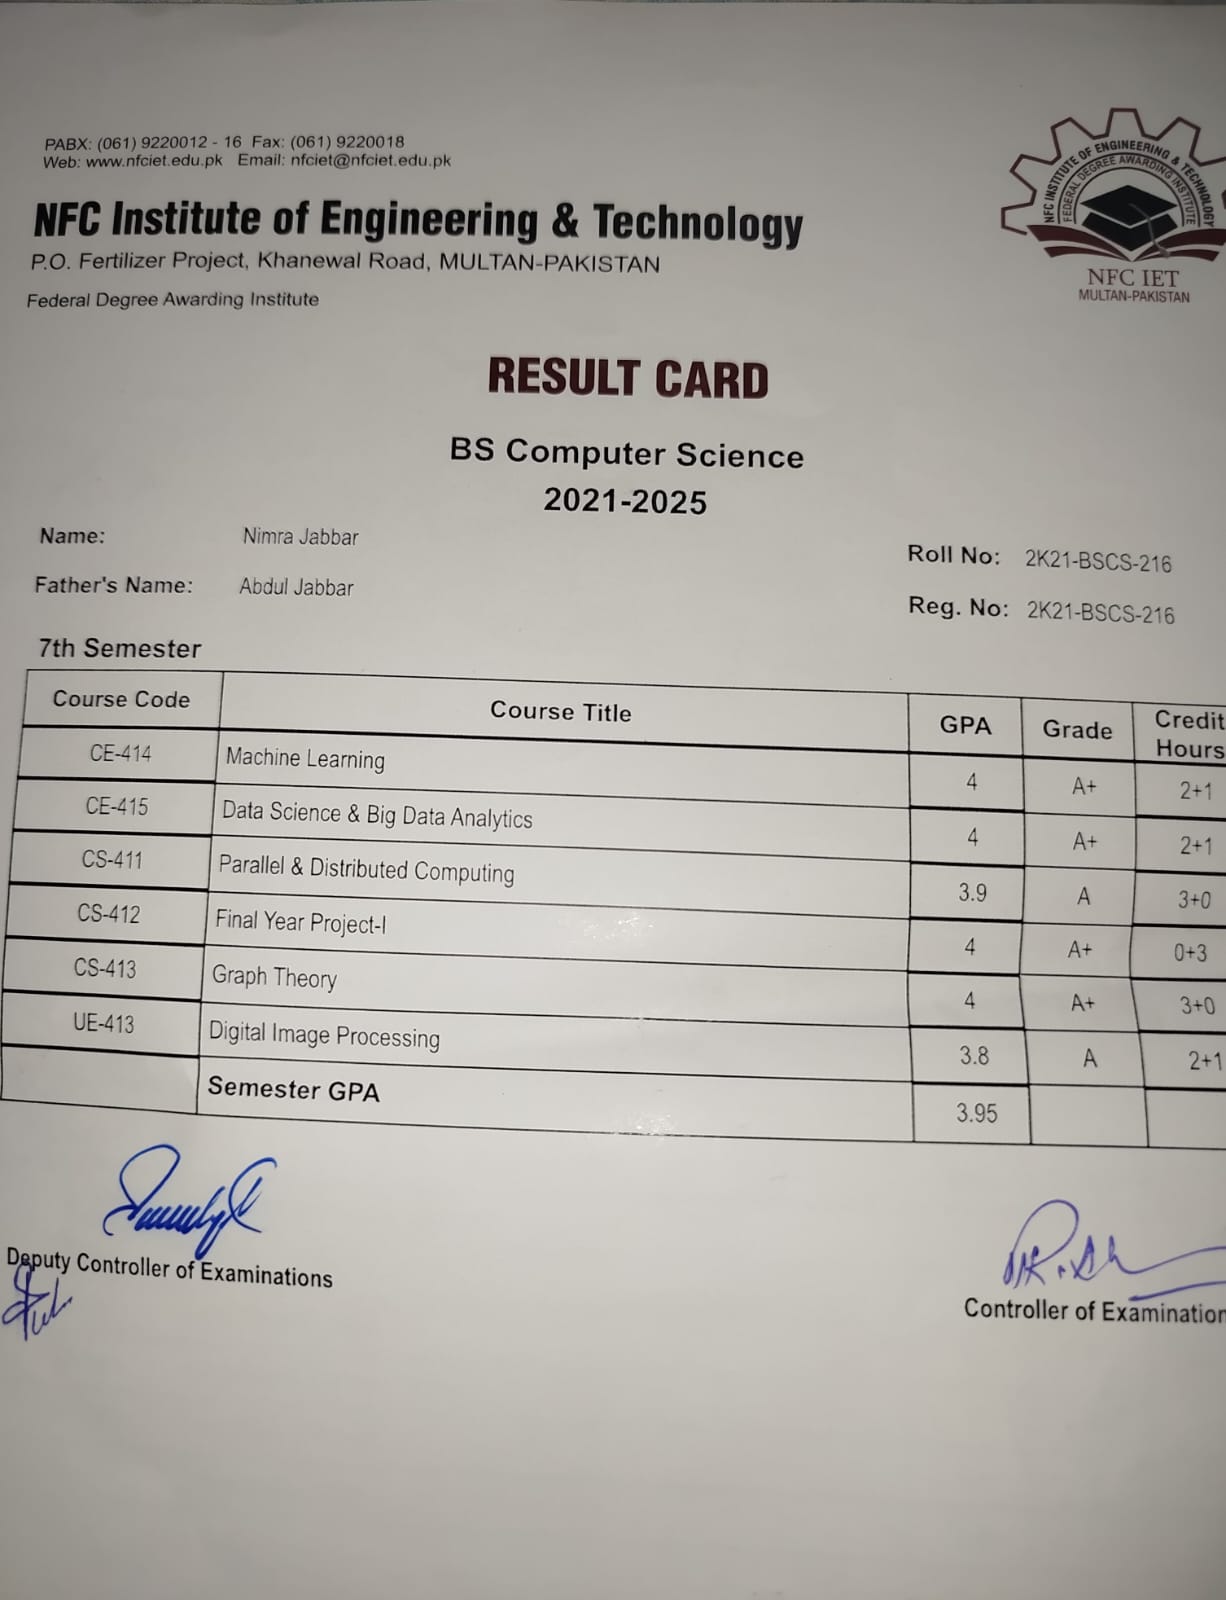 PABX: (061) 9220012 - 16 Fax: (061) 9220018
Web: www.nfciet.edu.pk Email: nfciet@nfciet.edu.pk
NFC Institute of Engineering & Technology
P.O. Fertilizer Project, Khanewal Road, MULTAN-PAKISTAN
Federal Degree Awarding Institute
NFC INSTITUTE OF ENGINEERING & TECHNOLOGY
FEDERAL DEGREE AWARDING INSTITUTE
NFC IET
MULTAN-PAKISTAN
RESULT CARD
BS Computer Science
2021-2025
Name: Nimra Jabbar
Roll No: 2K21-BSCS-216
Father's Name: Abdul Jabbar
Reg. No: 2K21-BSCS-216
7th Semester
Course Code Course Title GPA Grade Credit Hours
CE-414 Machine Learning 4 A+ 2+1
CE-415 Data Science & Big Data Analytics 4 A+ 2+1
CS-411 Parallel & Distributed Computing 3.9 A 3+0
CS-412 Final Year Project-I 4 A+ 0+3
CS-413 Graph Theory 4 A+ 3+0
UE-413 Digital Image Processing 3.8 A 2+1
Semester GPA 3.95
Deputy Controller of Examinations
Controller of Examination